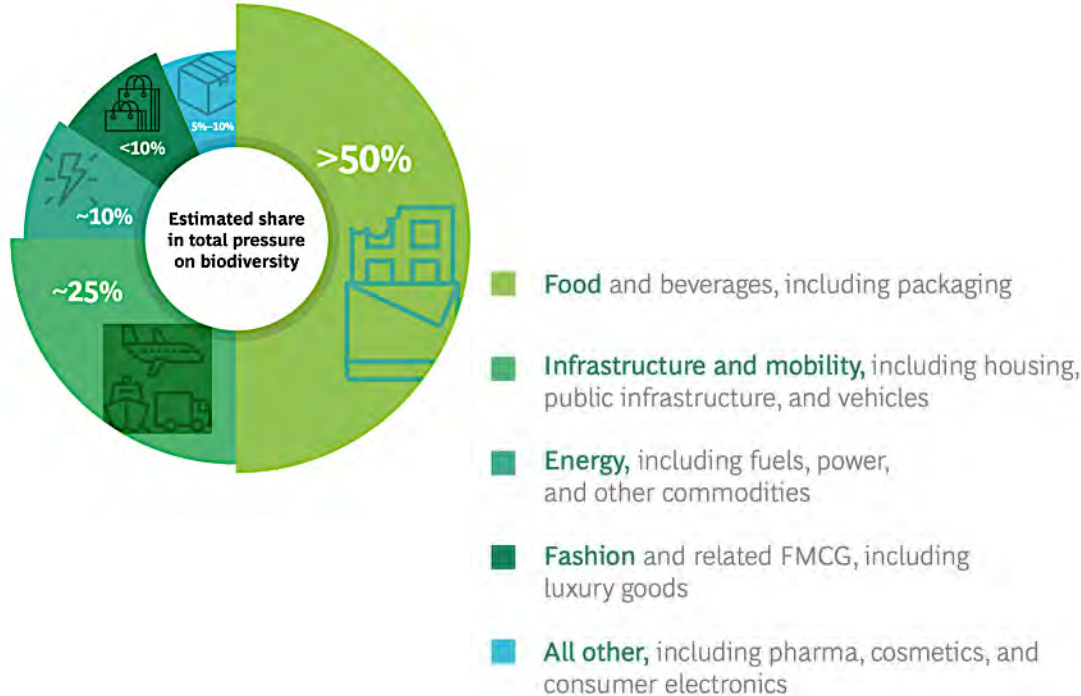 5%–10%
<10%
>50%
~10%
Estimated share
in total pressure
on biodiversity
~25%
Food and beverages, including packaging
Infrastructure and mobility, including housing,
public infrastructure, and vehicles
Energy, including fuels, power,
and other commodities
Fashion and related FMCG, including
luxury goods
All other, including pharma, cosmetics, and
consumer electronics